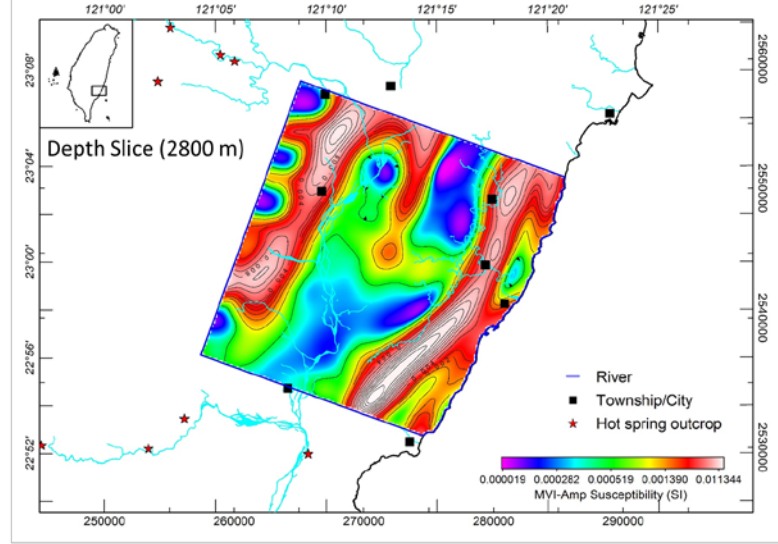 121°00' 121°05' 121°10' 121°15' 121°20' 121°25'
23°08'
23°04'
23°00'
22°56'
22°52'
2560000
2550000
2540000
2530000
Depth Slice (2800 m)
River
Township/City
Hot spring outcrop
0.000019 0.000282 0.000519 0.001390 0.011344
MVI-Amp Susceptibility (SI)
250000 260000 270000 280000 290000